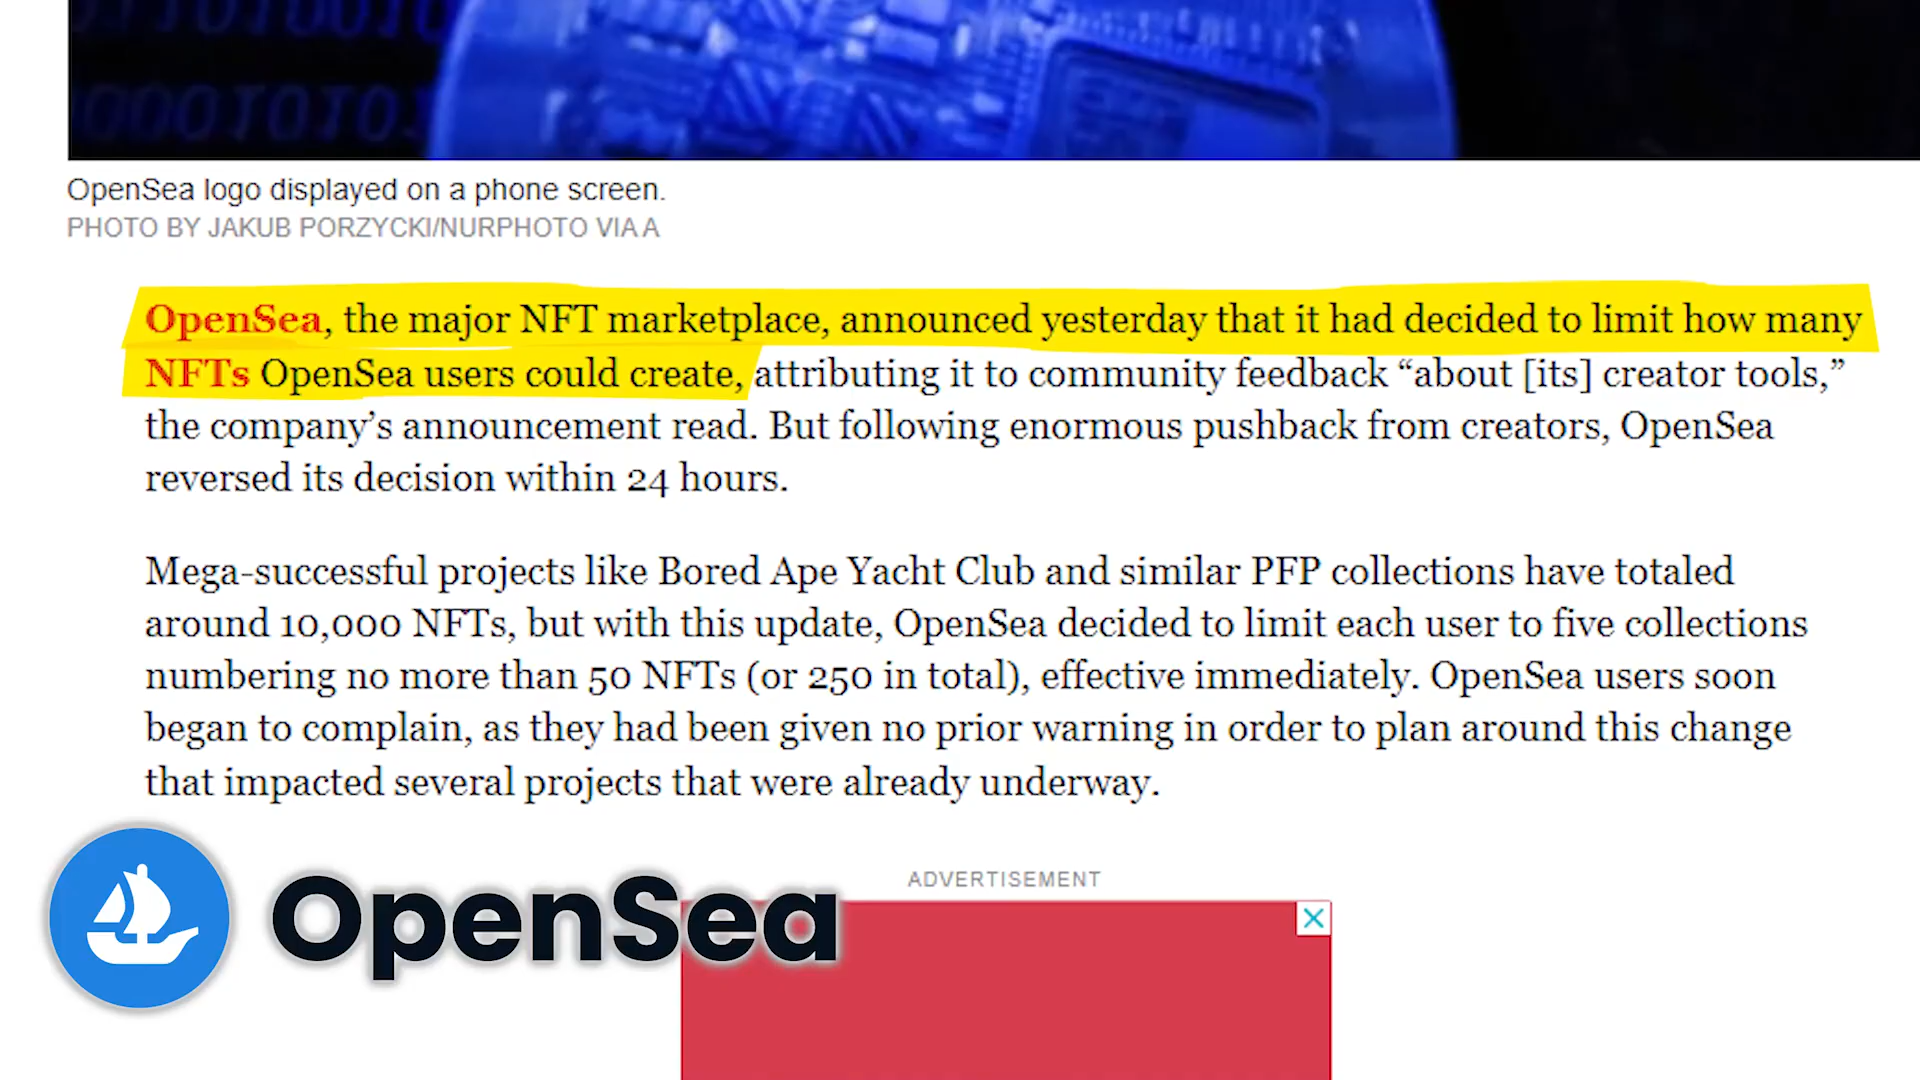 OpenSea logo displayed on a phone screen.
PHOTO BY JAKUB PORZYCKI/NURPHOTO VIA A
OpenSea, the major NFT marketplace, announced yesterday that it had decided to limit how many
NFTs OpenSea users could create, attributing it to community feedback “about [its] creator tools,”
the company’s announcement read. But following enormous pushback from creators, OpenSea
reversed its decision within 24 hours.
Mega-successful projects like Bored Ape Yacht Club and similar PFP collections have totaled
around 10,000 NFTs, but with this update, OpenSea decided to limit each user to five collections
numbering no more than 50 NFTs (or 250 in total), effective immediately. OpenSea users soon
began to complain, as they had been given no prior warning in order to plan around this change
that impacted several projects that were already underway.
ADVERTISEMENT
OpenSea